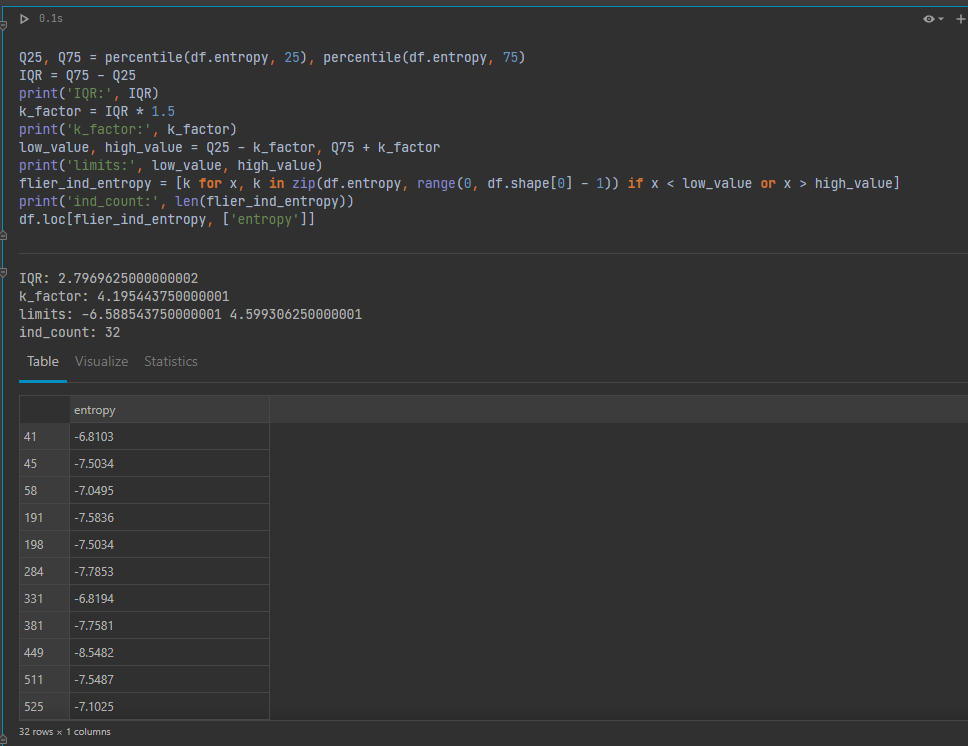 0.1s
Q25, Q75 = percentile(df.entropy, 25), percentile(df.entropy, 75)
IQR = Q75 - Q25
print('IQR:', IQR)
k_factor = IQR * 1.5
print('k_factor:', k_factor)
low_value, high_value = Q25 - k_factor, Q75 + k_factor
print('limits:', low_value, high_value)
flier_ind_entropy = [k for x, k in zip(df.entropy, range(0, df.shape[0] - 1)) if x < low_value or x > high_value]
print('ind_count:', len(flier_ind_entropy))
df.loc[flier_ind_entropy, ['entropy']]
IQR: 2.7969625000000002
k_factor: 4.195443750000001
limits: -6.588543750000001 4.599306250000001
ind_count: 32
Table Visualize Statistics
entropy
41 -6.8103
45 -7.5034
58 -7.0495
191 -7.5836
198 -7.5034
284 -7.7853
331 -6.8194
381 -7.7581
449 -8.5482
511 -7.5487
525 -7.1025
32 rows × 1 columns